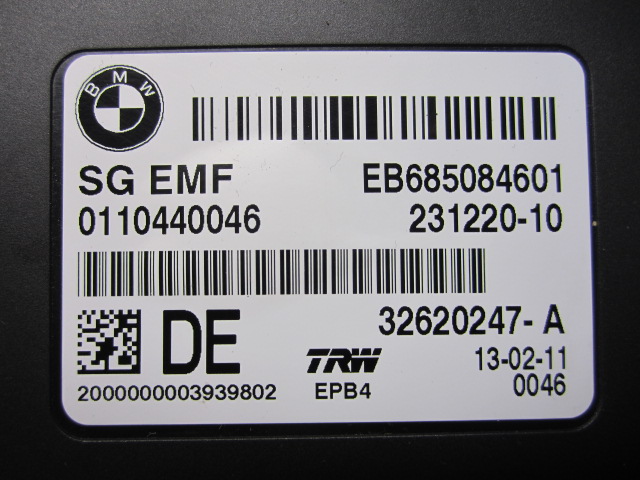 BMW
SG EMF EB685084601
0110440046 231220-10
DE 32620247-A
TRW 13-02-11
2000000003939802 EPB4 0046